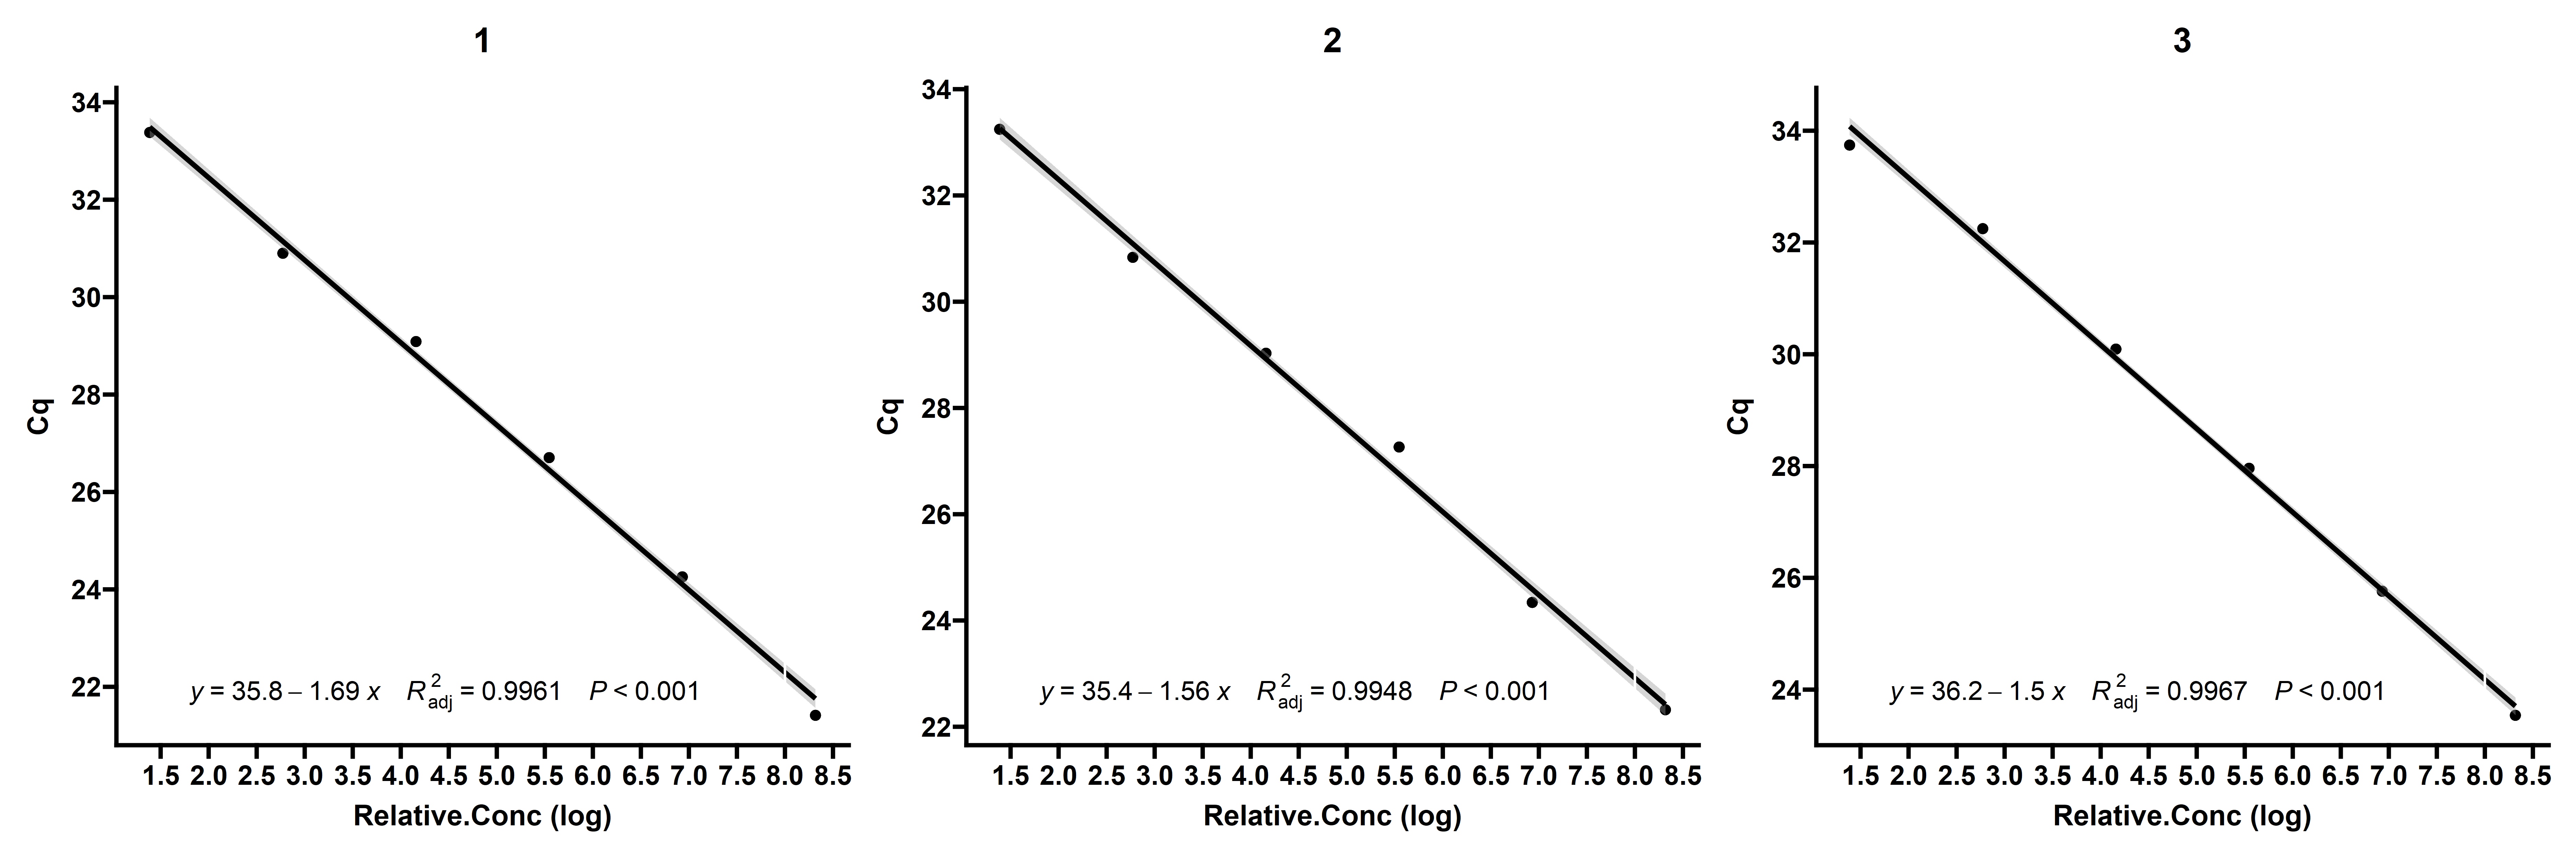 1
34
32
30
28
26
24
22
Cq
y = 35.8 – 1.69 x R²adj = 0.9961 P < 0.001
1.5 2.0 2.5 3.0 3.5 4.0 4.5 5.0 5.5 6.0 6.5 7.0 7.5 8.0 8.5
Relative.Conc (log)
2
34
32
30
28
26
24
22
Cq
y = 35.4 – 1.56 x R²adj = 0.9948 P < 0.001
1.5 2.0 2.5 3.0 3.5 4.0 4.5 5.0 5.5 6.0 6.5 7.0 7.5 8.0 8.5
Relative.Conc (log)
3
34
32
30
28
26
24
Cq
y = 36.2 – 1.5 x R²adj = 0.9967 P < 0.001
1.5 2.0 2.5 3.0 3.5 4.0 4.5 5.0 5.5 6.0 6.5 7.0 7.5 8.0 8.5
Relative.Conc (log)